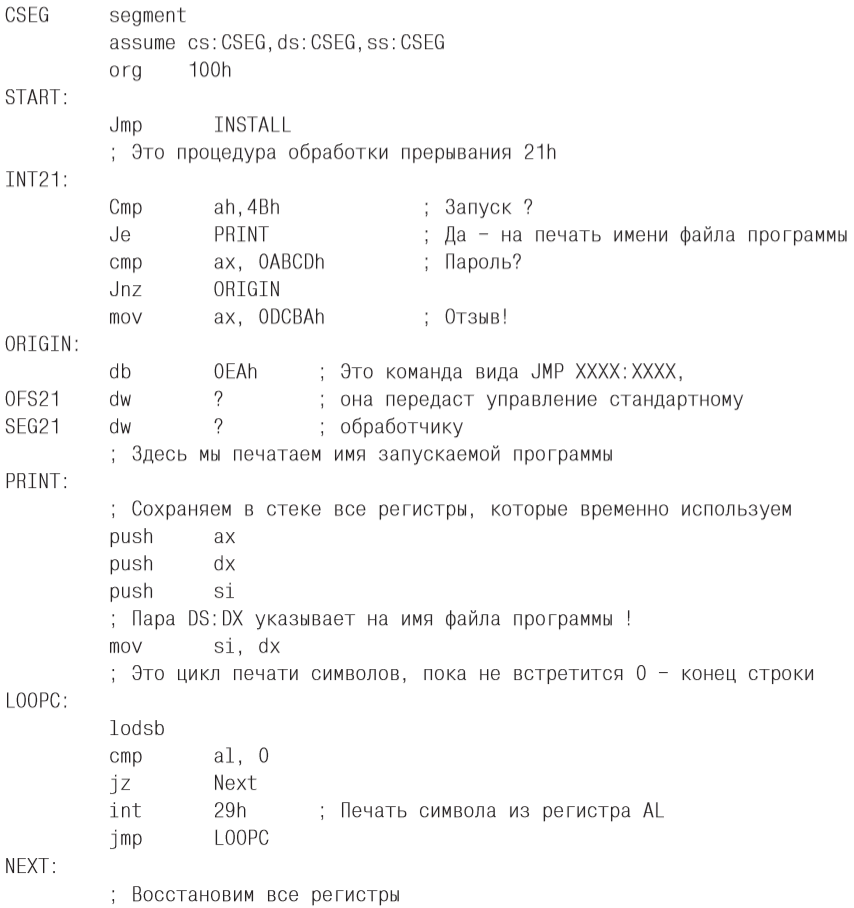 CSEG segment
assume cs:CSEG,ds:CSEG,ss:CSEG
org 100h
START:
Jmp INSTALL
; Это процедура обработки прерывания 21h
INT21:
Cmp ah,4Bh ; Запуск ?
Je PRINT ; Да – на печать имени файла программы
cmp ax, 0ABCDh ; Пароль?
Jnz ORIGIN
mov ax, 0DCBAh ; Отзыв!
ORIGIN:
db 0EAh ; Это команда вида JMP XXXX:XXXX,
OFS21 dw ? ; она передаст управление стандартному
SEG21 dw ? ; обработчику
; Здесь мы печатаем имя запускаемой программы
PRINT:
; Сохраняем в стеке все регистры, которые временно используем
push ax
push dx
push si
; Пара DS:DX указывает на имя файла программы !
mov si, dx
; Это цикл печати символов, пока не встретится 0 – конец строки
LOOPC:
lodsb
cmp al, 0
jz Next
int 29h ; Печать символа из регистра AL
jmp LOOPC
NEXT:
; Восстановим все регистры